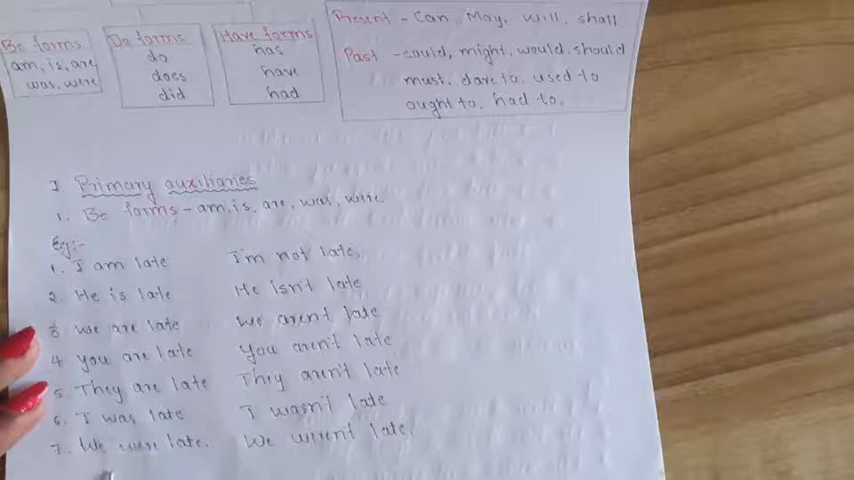 Be forms
am, is, are
was, were
Do forms
do
does
did
Have forms
has
have
had
Present - Can, May, will, shall
Past - could, might, would, should
must, dare to, used to
ought to, had to.
I Primary auxiliaries
1. Be forms - am, is, are, was, were
Eg:-
1. I am late I'm not late.
2. He is late He isn't late
3 We are late We aren't late
4 you are late You aren't late
5. They are late They aren't late
6. I was late I wasn't late
7. We were late. We weren't late.